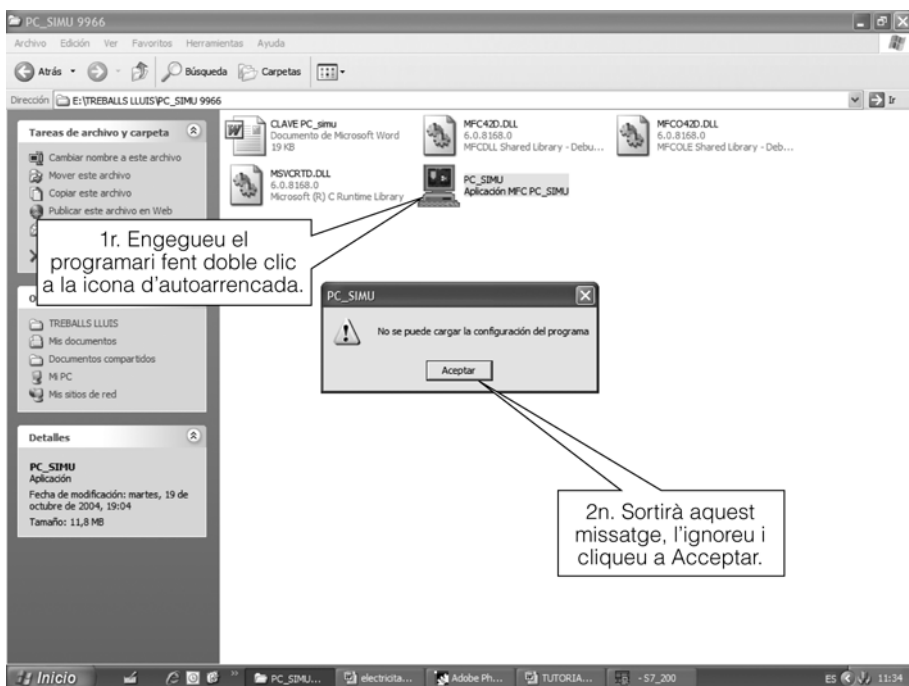 PC_SIMU 9966
Archivo Edición Ver Favoritos Herramientas Ayuda
Atrás Búsqueda Carpetas
Dirección E:\TREBALLS LLUIS\PC_SIMU 9966 Ir
Tareas de archivo y carpeta
Cambiar nombre a este archivo
Mover este archivo
Copiar este archivo
Publicar este archivo en Web
CLAVE PC_simu
Documento de Microsoft Word
19 KB
MFC42D.DLL
6.0.8168.0
MFCDLL Shared Library - Debu...
MFCO42D.DLL
6.0.8168.0
MFCOLE Shared Library - Deb...
MSVCRTD.DLL
6.0.8168.0
Microsoft (R) C Runtime Library
PC_SIMU
Aplicación MFC PC_SIMU
1r. Engegueu el
programari fent doble clic
a la icona d'autoarrencada.
PC_SIMU
No se puede cargar la configuración del programa
Aceptar
TREBALLS LLUIS
Mis documentos
Documentos compartidos
Mi PC
Mis sitios de red
Detalles
PC_SIMU
Aplicación
Fecha de modificación: martes, 19 de
octubre de 2004, 19:04
Tamaño: 11,8 MB
2n. Sortirà aquest
missatge, l'ignoreu i
cliqueu a Acceptar.
Inicio
PC_SIMU...
electricita...
Adobe Ph...
TUTORIA...
- S7_200
ES 11:34